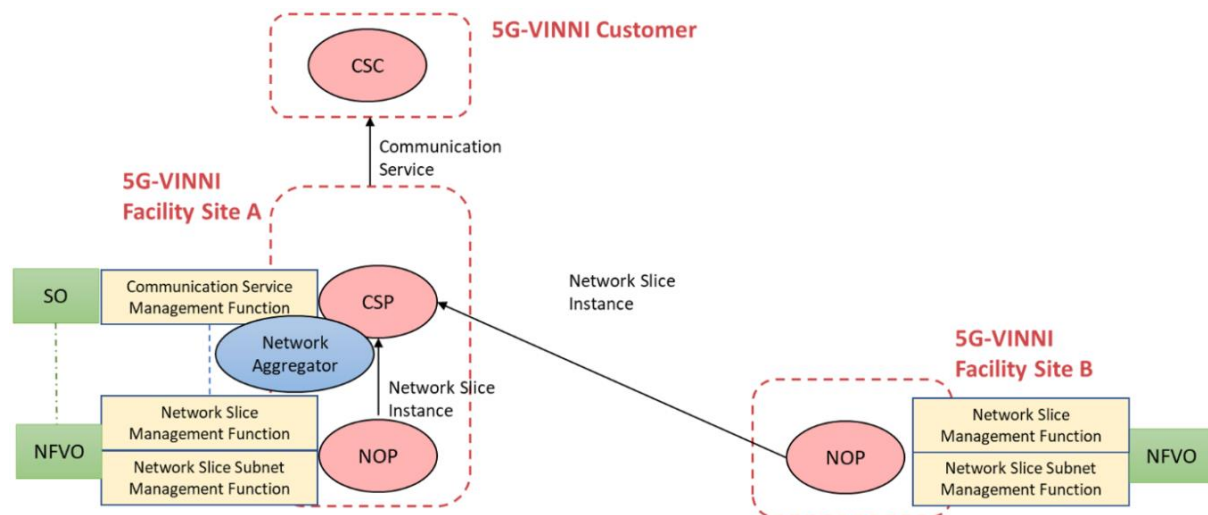 5G-VINNI Customer
CSC
Communication
Service
5G-VINNI
Facility Site A
SO
Communication Service
Management Function
CSP
Network
Aggregator
Network Slice
Instance
NFVO
Network Slice
Management Function
Network Slice Subnet
Management Function
NOP
Network Slice
Instance
5G-VINNI
Facility Site B
NOP
Network Slice
Management Function
Network Slice Subnet
Management Function
NFVO